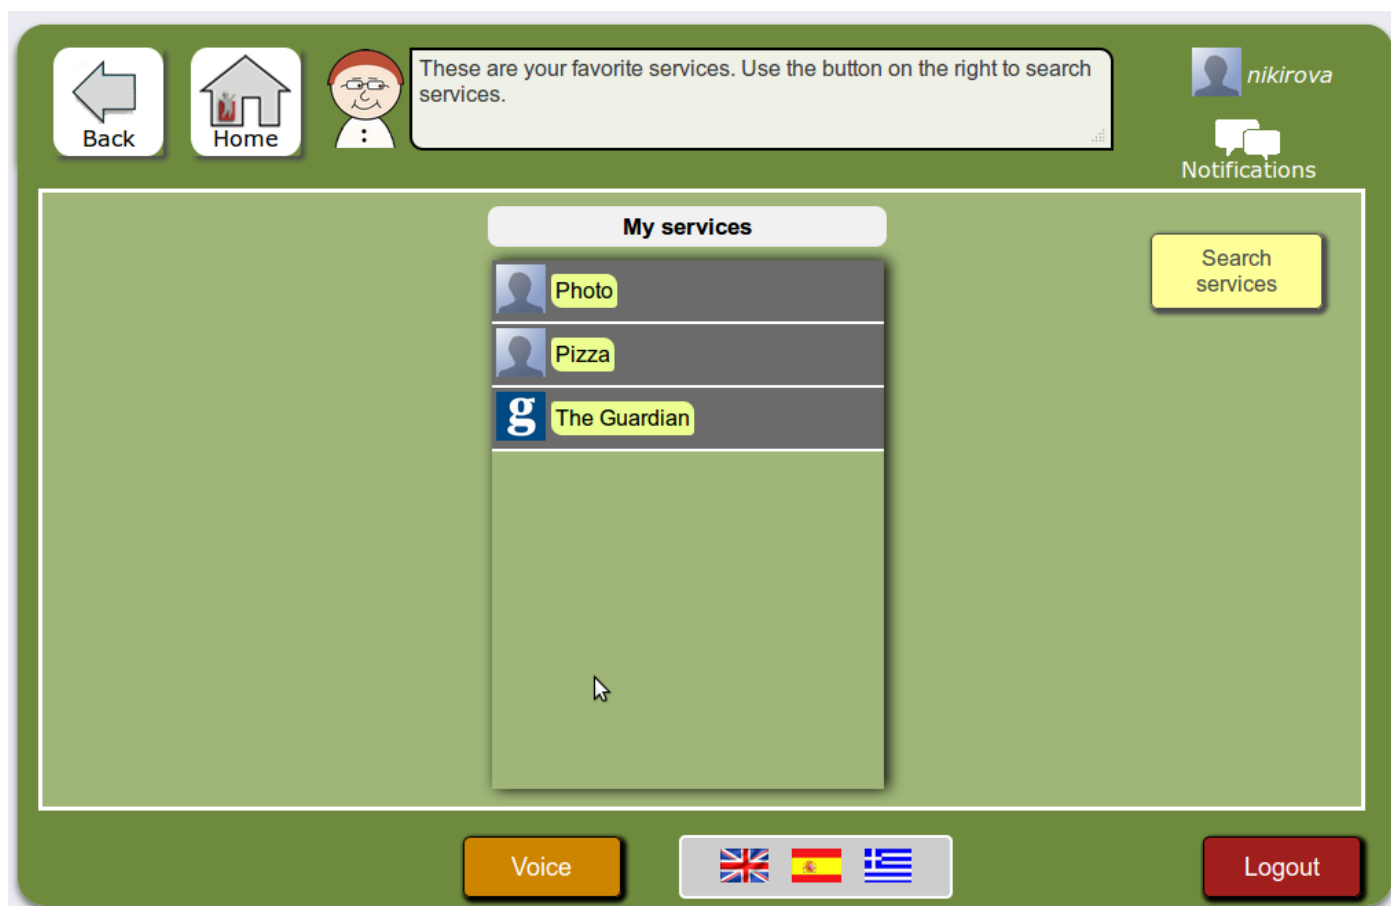 Back
Home
These are your favorite services. Use the button on the right to search
services.
nikirova
Notifications
My services
Search
services
Photo
Pizza
g
The Guardian
Voice
Logout